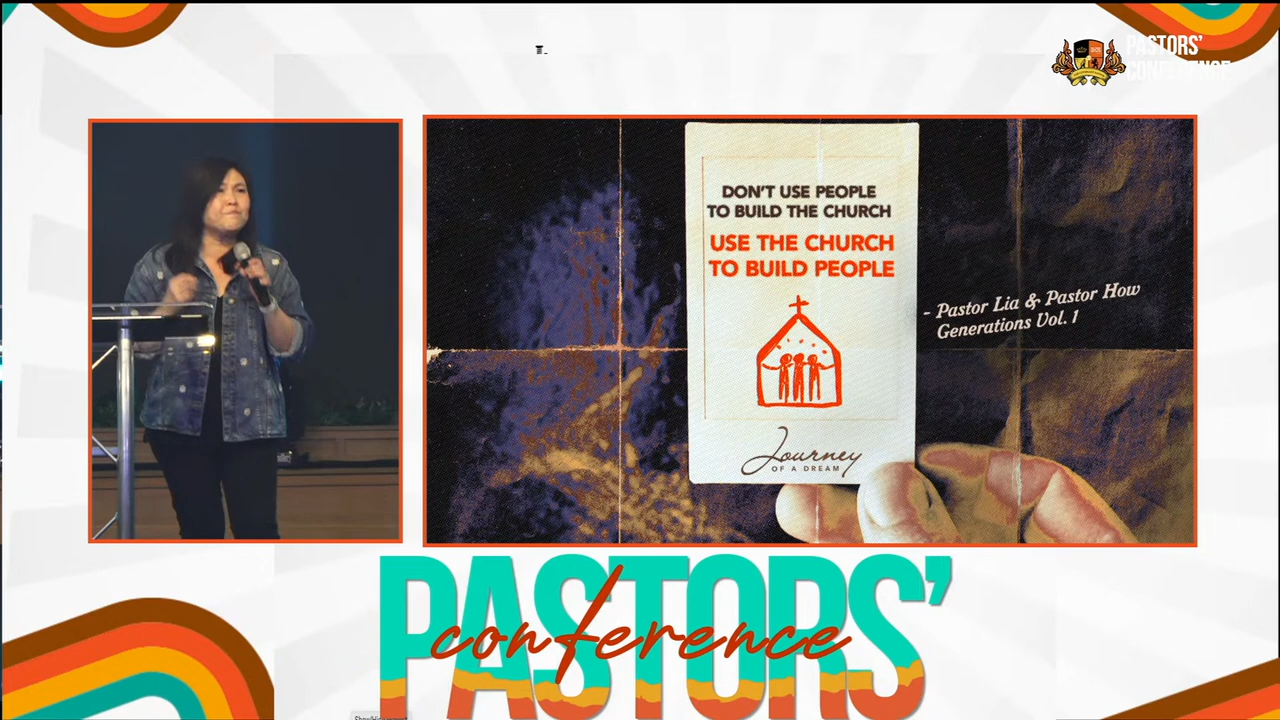 PASTORS'
CONFERENCE
DON'T USE PEOPLE
TO BUILD THE CHURCH
USE THE CHURCH
TO BUILD PEOPLE
- Pastor Lia & Pastor How
Generations Vol. 1
Journey
OF A DREAM
PASTORS'
conference